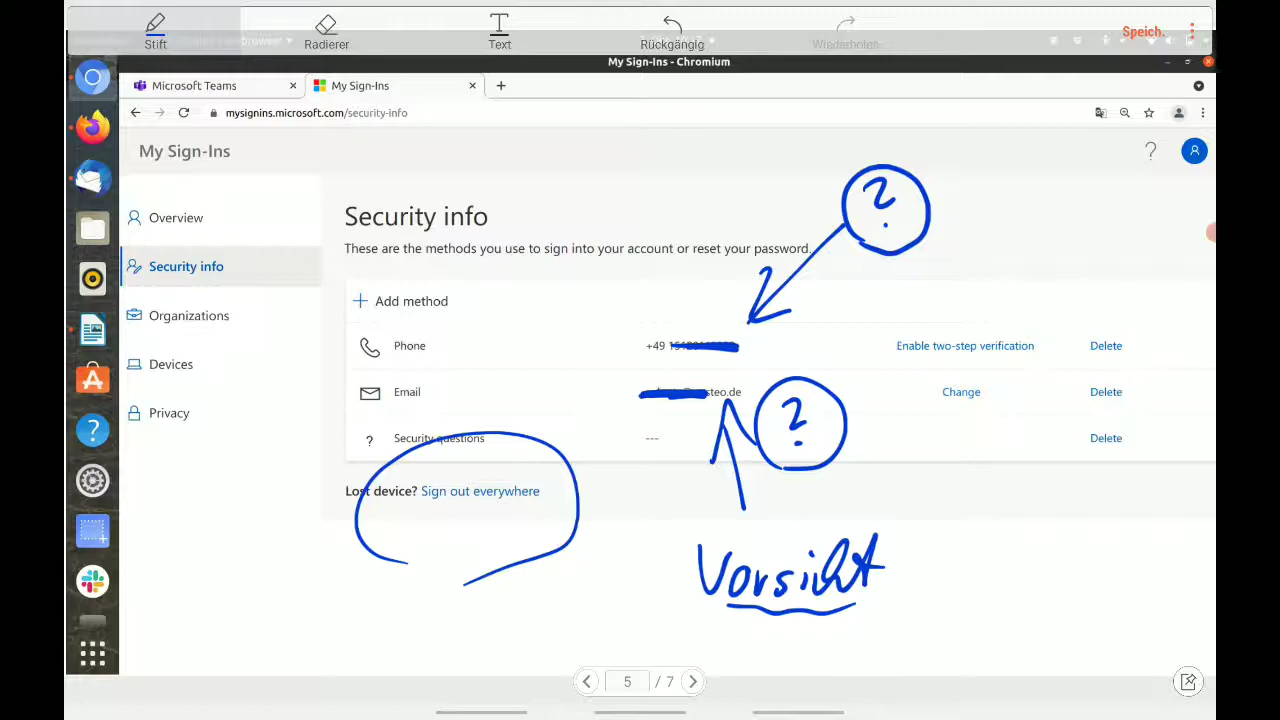 Stift
Radierer
Text
Rückgängig
Wiederholen
Speich.
My Sign-Ins - Chromium
Microsoft Teams
My Sign-Ins
mysignins.microsoft.com/security-info
My Sign-Ins
?
Overview
Security info
Organizations
Devices
Privacy
Security info
These are the methods you use to sign into your account or reset your password.
?
+ Add method
Phone +49 Enable two-step verification Delete
Email steo.de Change Delete
?
? Security questions --- Delete
Lost device? Sign out everywhere
Vorsicht
5 / 7